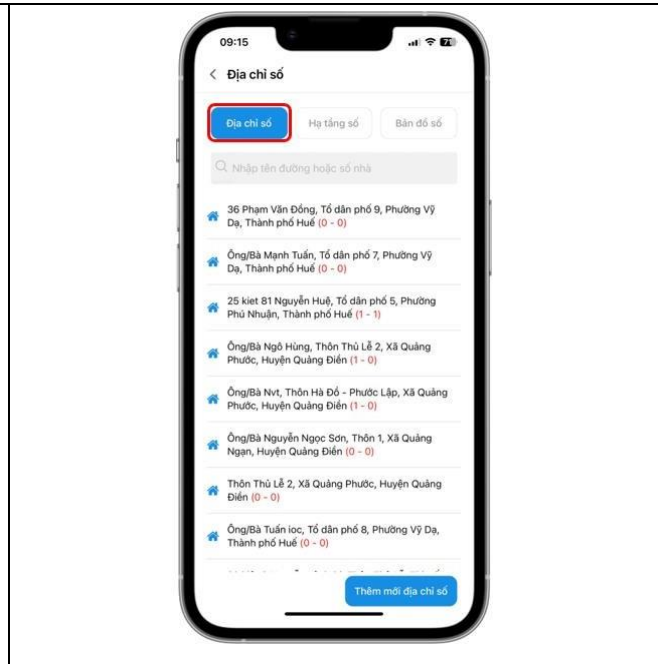 09:15
Địa chỉ số
Địa chỉ số Hạ tầng số Bản đồ số
Nhập tên đường hoặc số nhà
36 Phạm Văn Đồng, Tổ dân phố 9, Phường Vỹ
Dạ, Thành phố Huế (0 - 0)
Ông/Bà Mạnh Tuấn, Tổ dân phố 7, Phường Vỹ
Dạ, Thành phố Huế (0 - 0)
25 kiet 81 Nguyễn Huệ, Tổ dân phố 5, Phường
Phú Nhuận, Thành phố Huế (1 - 1)
Ông/Bà Ngô Hùng, Thôn Thủ Lễ 2, Xã Quảng
Phước, Huyện Quảng Điền (1 - 0)
Ông/Bà Nvt, Thôn Hà Đồ - Phước Lập, Xã Quảng
Phước, Huyện Quảng Điền (1 - 0)
Ông/Bà Nguyễn Ngọc Sơn, Thôn 1, Xã Quảng
Ngạn, Huyện Quảng Điền (0 - 0)
Thôn Thủ Lễ 2, Xã Quảng Phước, Huyện Quảng
Điền (0 - 0)
Ông/Bà Tuấn ioc, Tổ dân phố 8, Phường Vỹ Dạ,
Thành phố Huế (0 - 0)
Thêm mới địa chỉ số